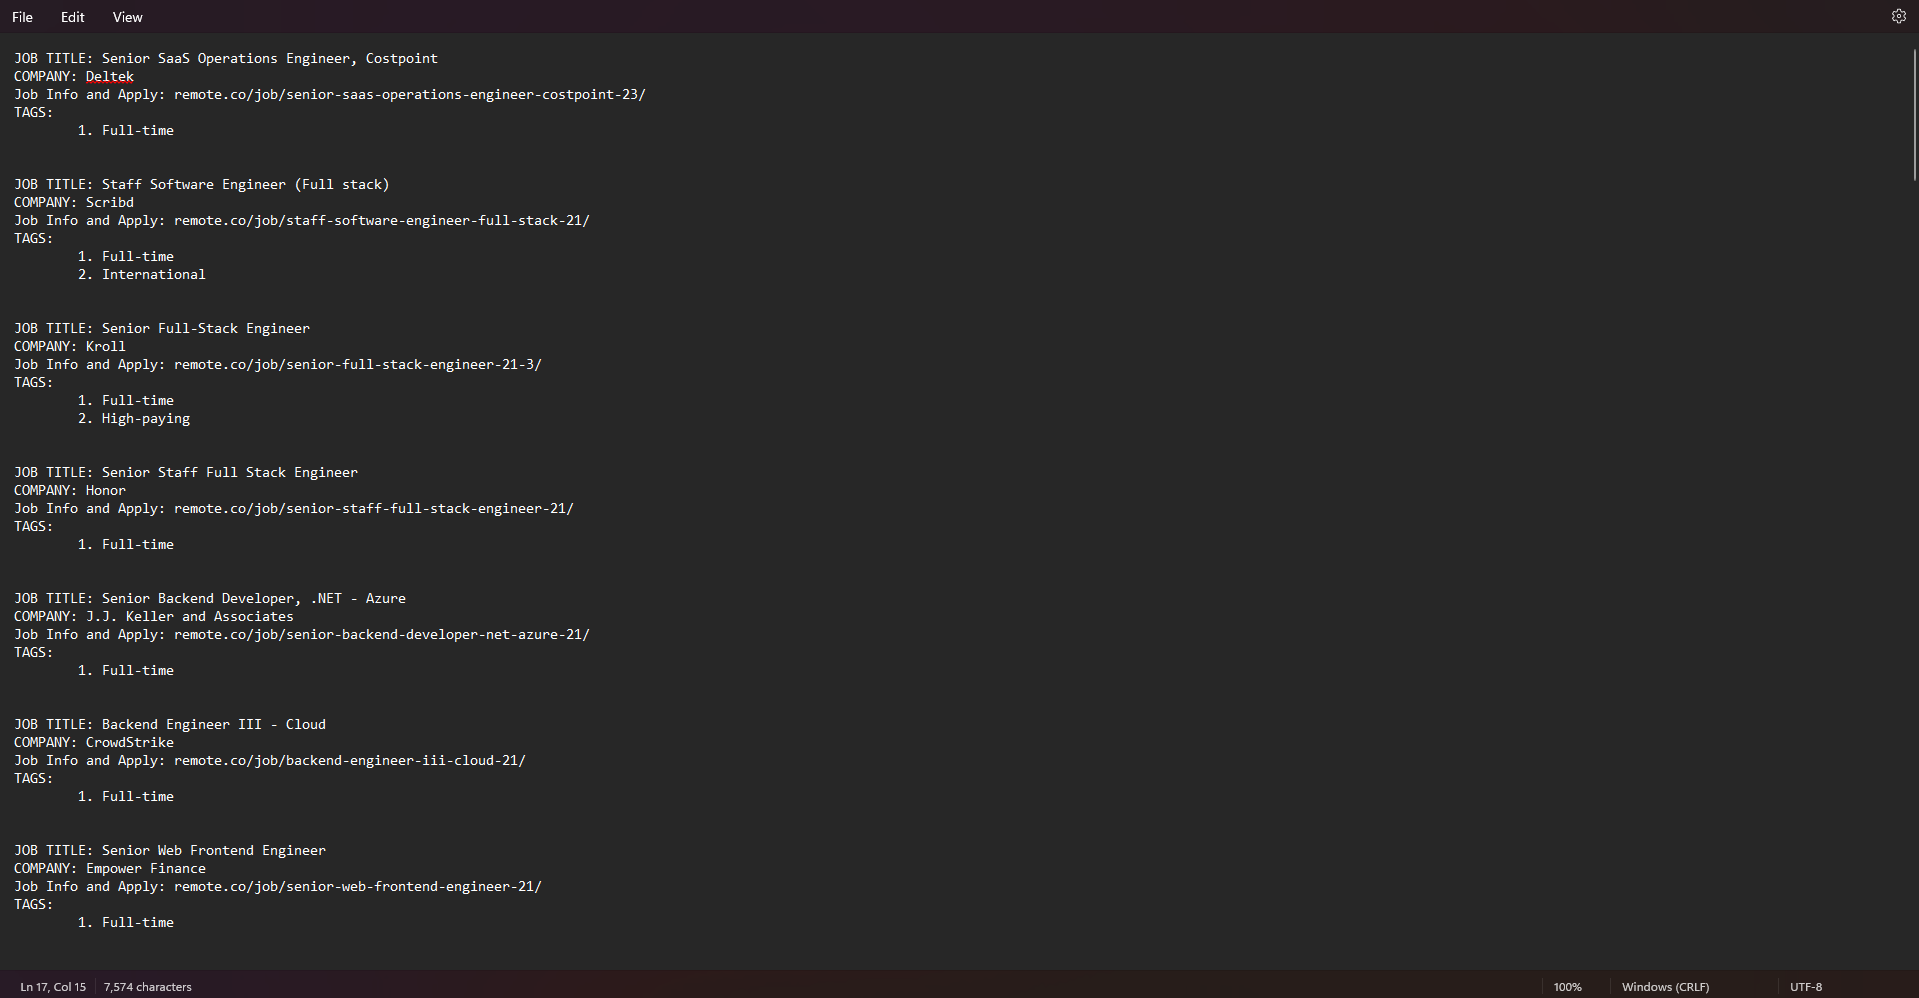 File Edit View
JOB TITLE: Senior SaaS Operations Engineer, Costpoint
COMPANY: Deltek
Job Info and Apply: remote.co/job/senior-saas-operations-engineer-costpoint-23/
TAGS:
1. Full-time
JOB TITLE: Staff Software Engineer (Full stack)
COMPANY: Scribd
Job Info and Apply: remote.co/job/staff-software-engineer-full-stack-21/
TAGS:
1. Full-time
2. International
JOB TITLE: Senior Full-Stack Engineer
COMPANY: Kroll
Job Info and Apply: remote.co/job/senior-full-stack-engineer-21-3/
TAGS:
1. Full-time
2. High-paying
JOB TITLE: Senior Staff Full Stack Engineer
COMPANY: Honor
Job Info and Apply: remote.co/job/senior-staff-full-stack-engineer-21/
TAGS:
1. Full-time
JOB TITLE: Senior Backend Developer, .NET - Azure
COMPANY: J.J. Keller and Associates
Job Info and Apply: remote.co/job/senior-backend-developer-net-azure-21/
TAGS:
1. Full-time
JOB TITLE: Backend Engineer III - Cloud
COMPANY: CrowdStrike
Job Info and Apply: remote.co/job/backend-engineer-iii-cloud-21/
TAGS:
1. Full-time
JOB TITLE: Senior Web Frontend Engineer
COMPANY: Empower Finance
Job Info and Apply: remote.co/job/senior-web-frontend-engineer-21/
TAGS:
1. Full-time
Ln 17, Col 15 7,574 characters 100% Windows (CRLF) UTF-8